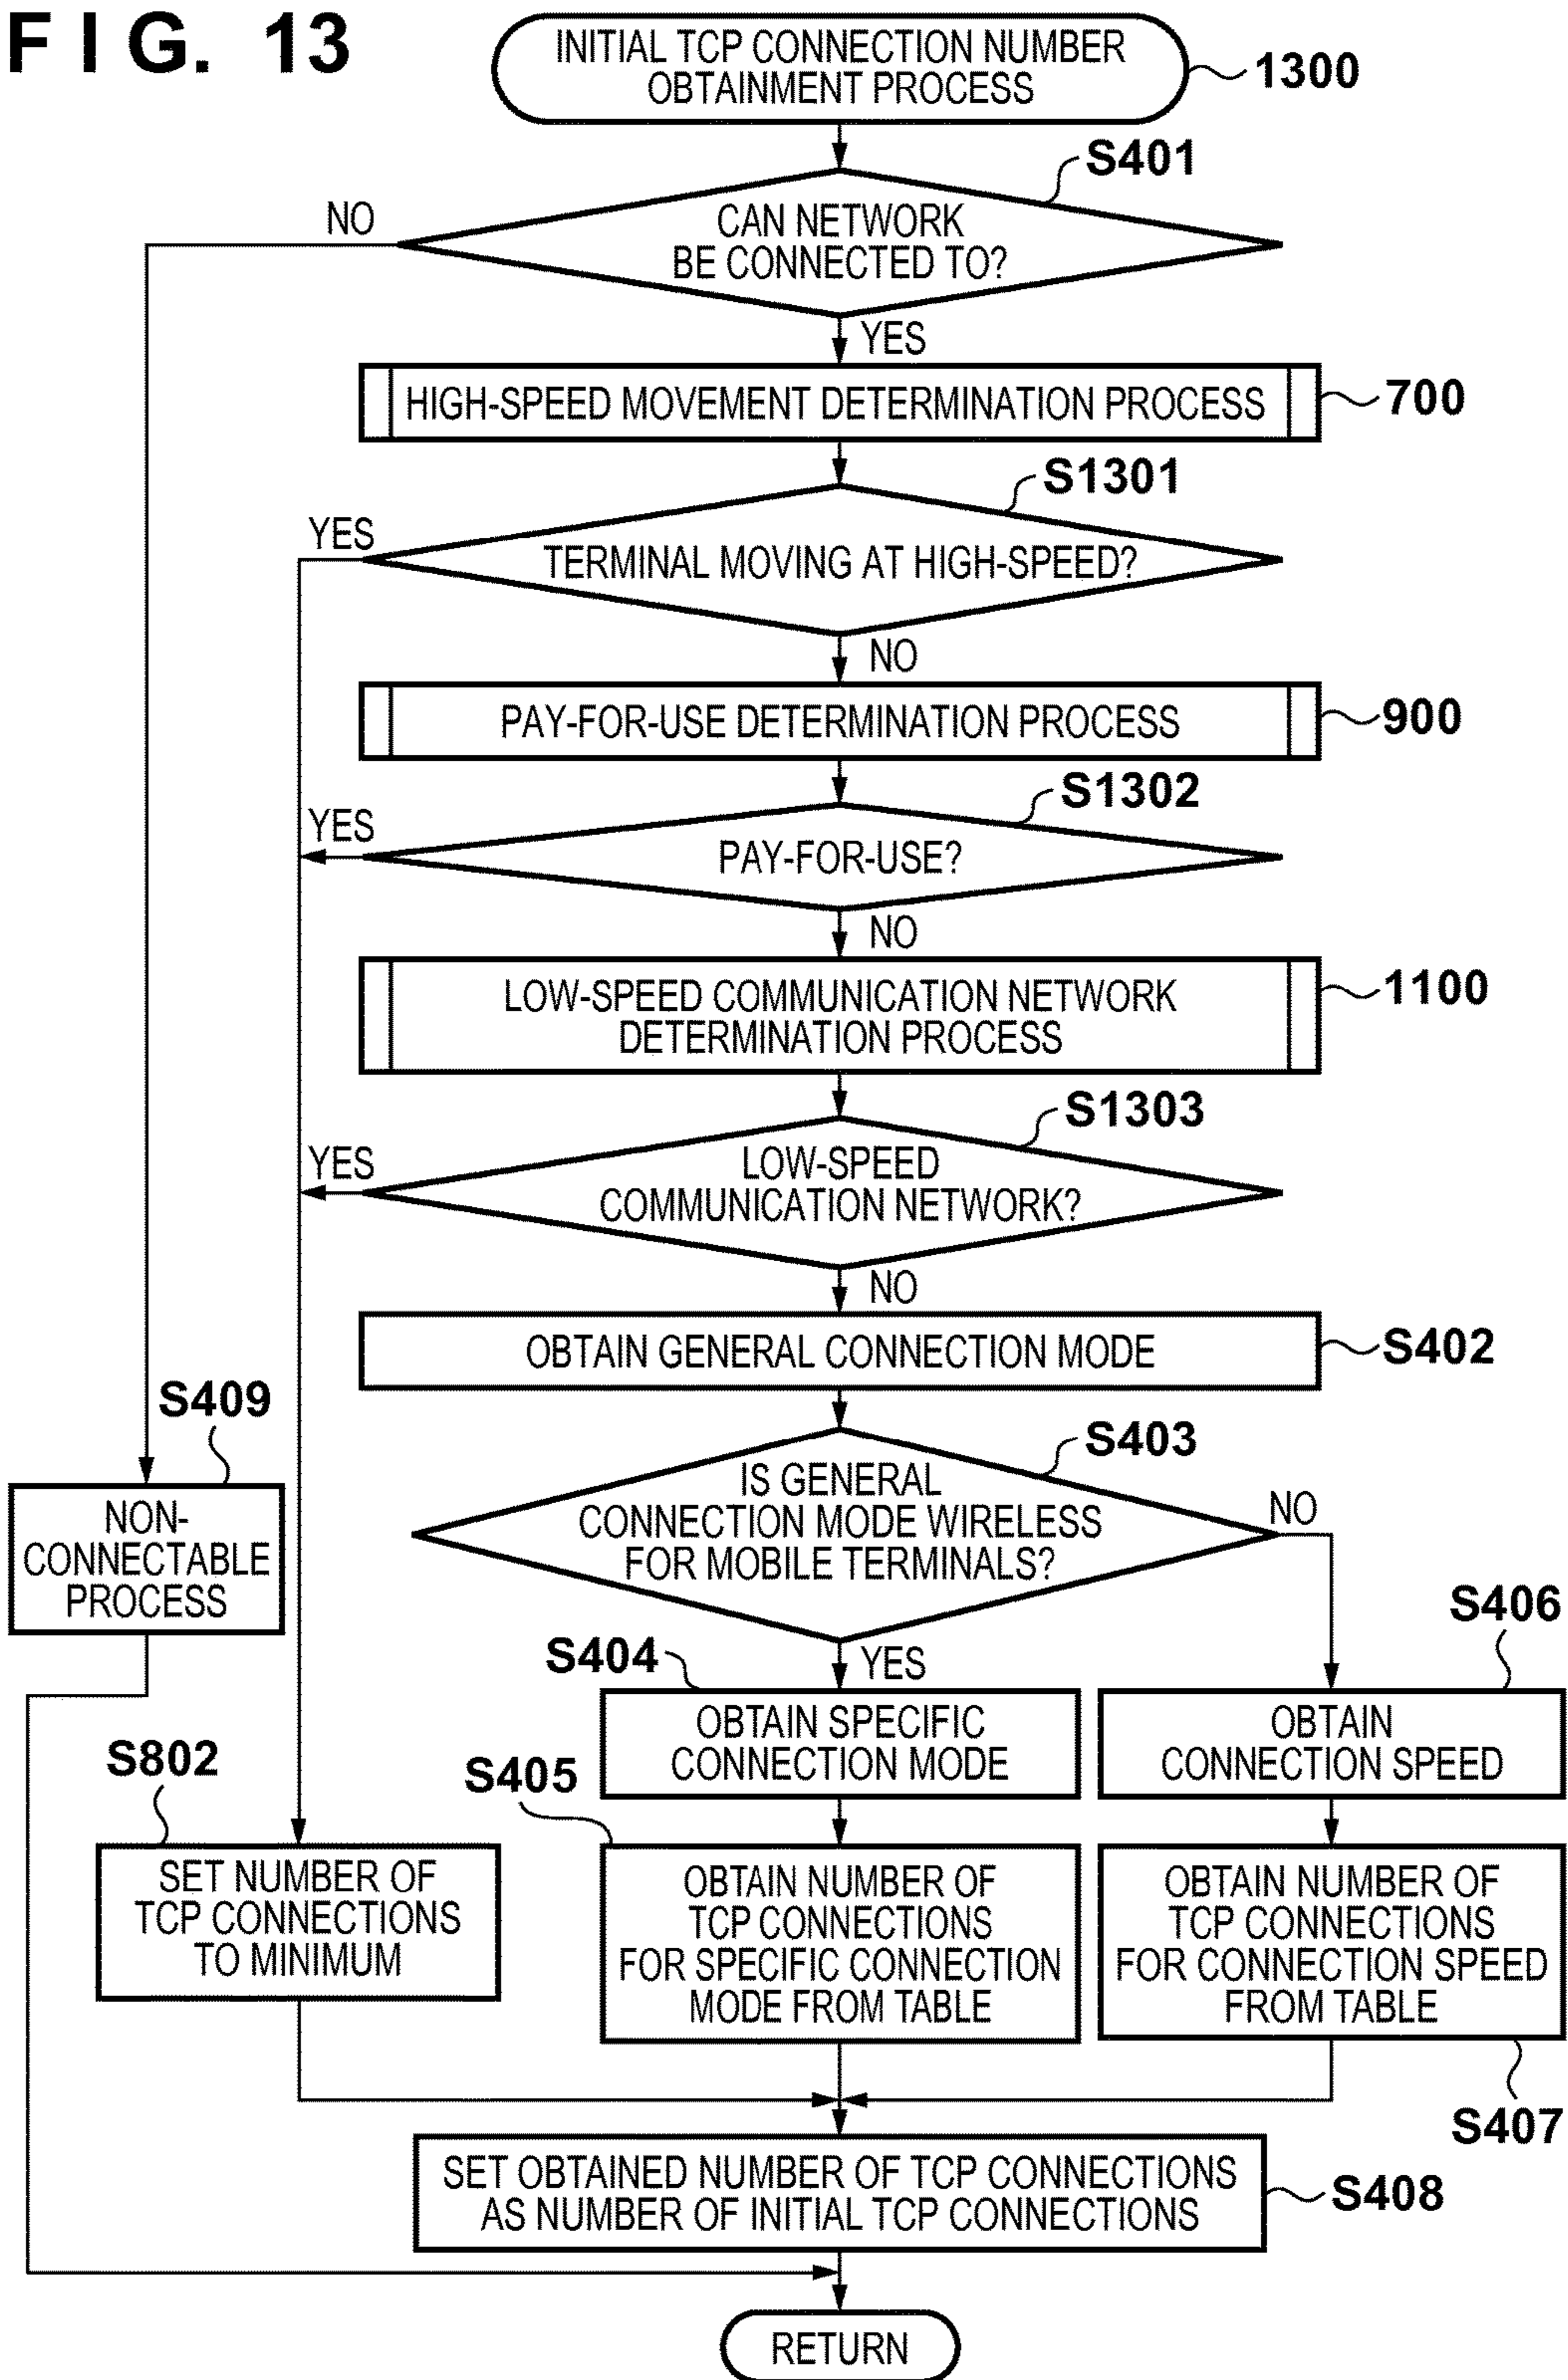 FIG. 13
INITIAL TCP CONNECTION NUMBER
OBTAINMENT PROCESS
1300
S401
CAN NETWORK
BE CONNECTED TO?
NO
YES
HIGH-SPEED MOVEMENT DETERMINATION PROCESS
700
S1301
YES
TERMINAL MOVING AT HIGH-SPEED?
NO
PAY-FOR-USE DETERMINATION PROCESS
900
S1302
YES
PAY-FOR-USE?
NO
LOW-SPEED COMMUNICATION NETWORK
DETERMINATION PROCESS
1100
S1303
YES
LOW-SPEED
COMMUNICATION NETWORK?
NO
OBTAIN GENERAL CONNECTION MODE
S402
S409
NON-
CONNECTABLE
PROCESS
S403
IS GENERAL
CONNECTION MODE WIRELESS
FOR MOBILE TERMINALS?
NO
YES
S404
OBTAIN SPECIFIC
CONNECTION MODE
S406
OBTAIN
CONNECTION SPEED
S802
SET NUMBER OF
TCP CONNECTIONS
TO MINIMUM
S405
OBTAIN NUMBER OF
TCP CONNECTIONS
FOR SPECIFIC CONNECTION
MODE FROM TABLE
OBTAIN NUMBER OF
TCP CONNECTIONS
FOR CONNECTION SPEED
FROM TABLE
S407
SET OBTAINED NUMBER OF TCP CONNECTIONS
AS NUMBER OF INITIAL TCP CONNECTIONS
S408
RETURN